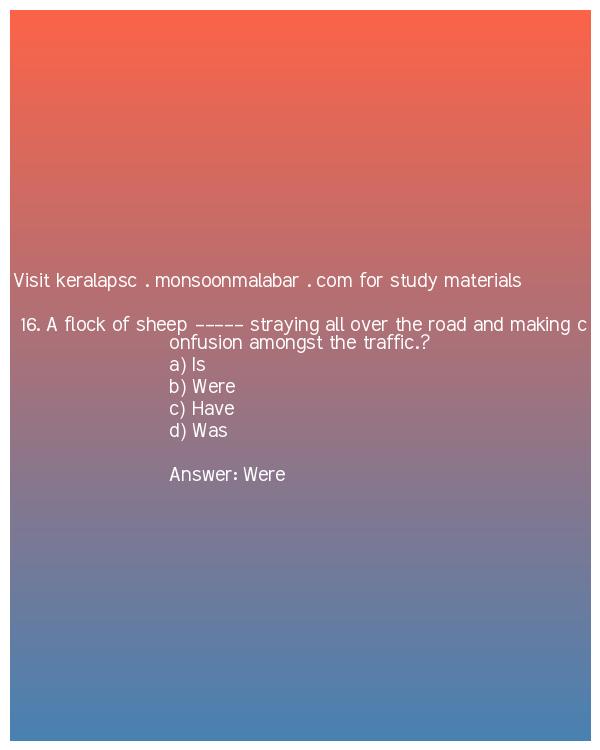 Visit keralapsc . monsoonmalabar . com for study materials
16. A flock of sheep ----- straying all over the road and making c
onfusion amongst the traffic.?
a) Is
b) Were
c) Have
d) Was
Answer: Were